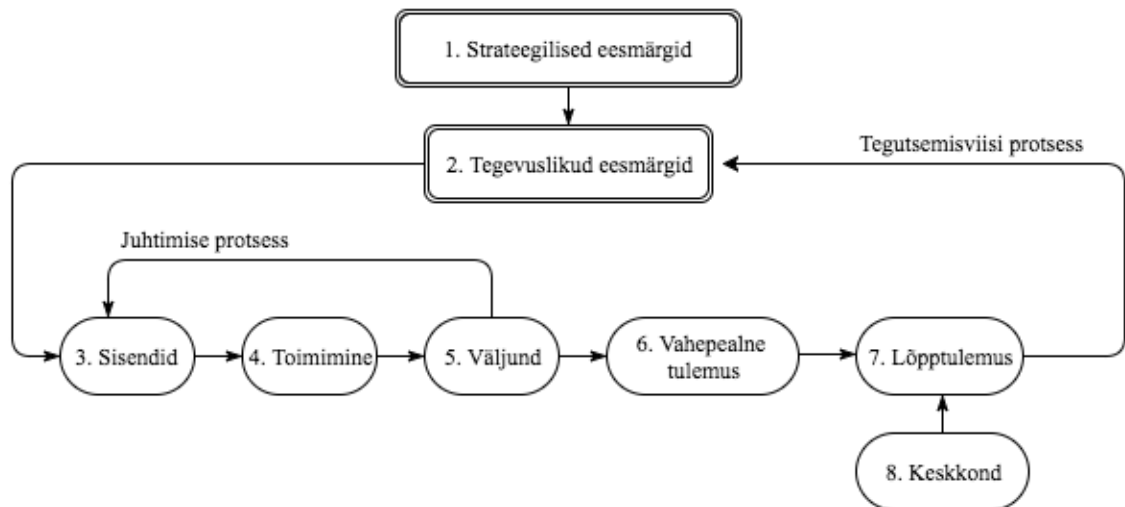 1. Strateegilised eesmärgid
Tegutsemisviisi protsess
2. Tegevuslikud eesmärgid
Juhtimise protsess
3. Sisendid
4. Toimimine
5. Väljund
6. Vahepealne
tulemus
7. Lõpptulemus
8. Keskkond